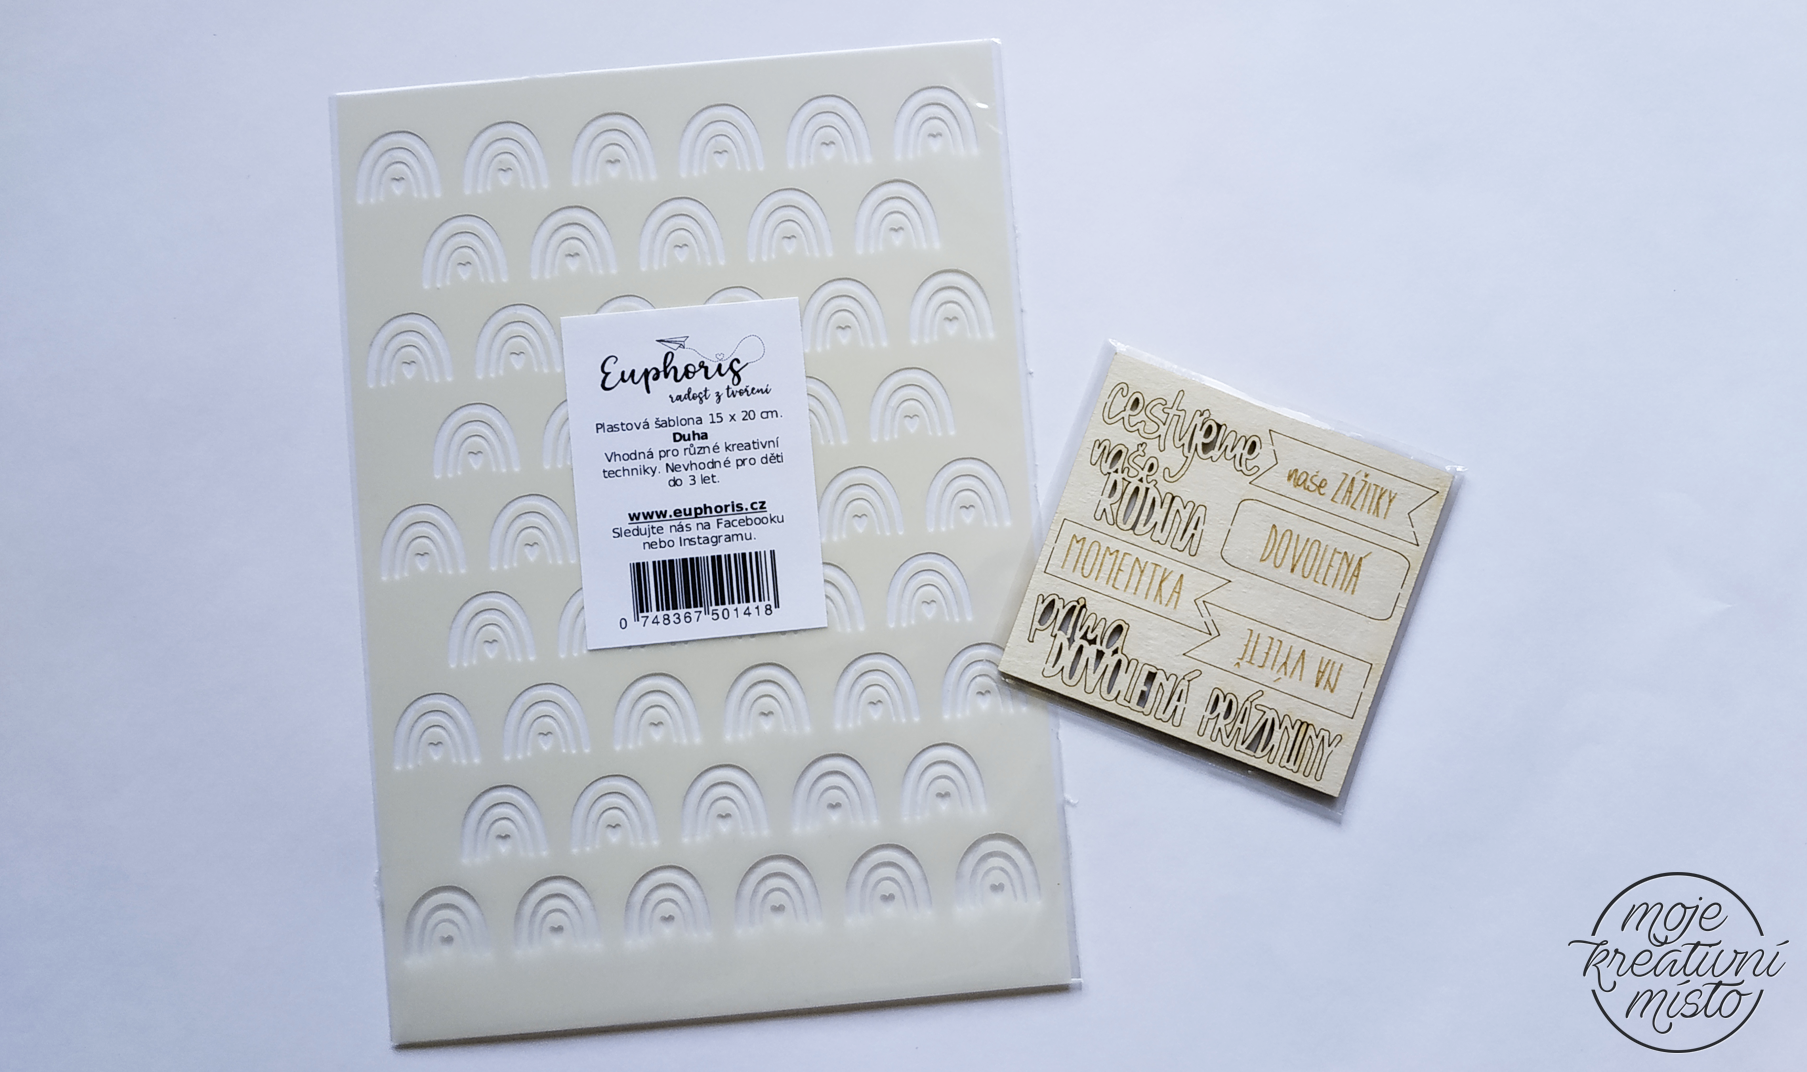 Euphoris
radost z tvoření
Plastová šablona 15 x 20 cm.
Duha
Vhodná pro různé kreativní
techniky. Nevhodné pro děti
do 3 let.
www.euphoris.cz
Sledujte nás na Facebooku
nebo Instagramu.
0 748367 501418
cestujeme
naše
RODINA
naše ZÁŽITKY
DOVOLENÁ
MOMENTKA
NA VÝLETĚ
prima
DOVOLENÁ PRÁZDNINY
moje
kreativní
místo